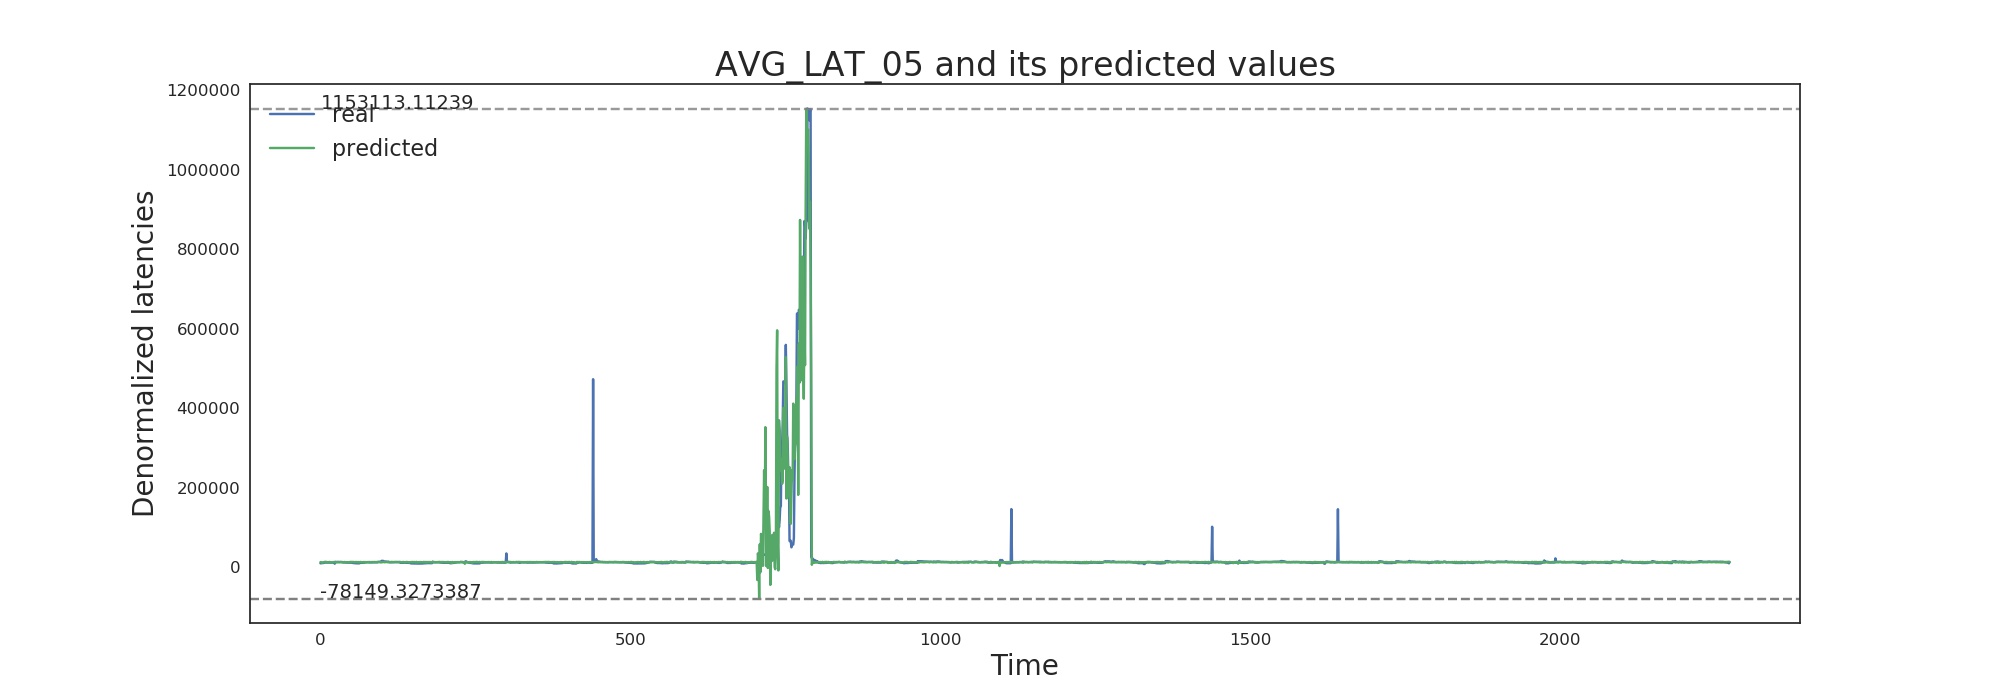 AVG_LAT_05 and its predicted values
1200000
1153113.11239
real
predicted
1000000
800000
600000
400000
200000
0
-78149.3273387
Denormalized latencies
0 500 1000 1500 2000
Time